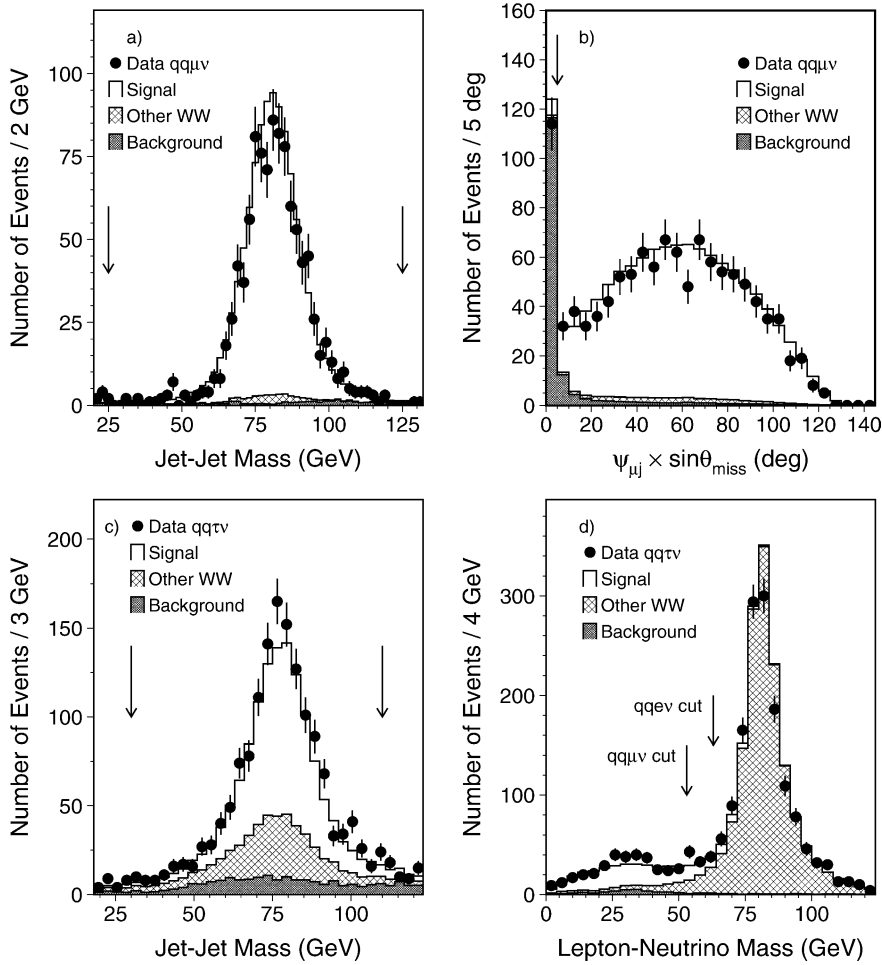 a)
Data qqμν
Signal
Other WW
Background
Number of Events / 2 GeV
100
75
50
25
0
25 50 75 100 125
Jet-Jet Mass (GeV)
b)
Data qqμν
Signal
Other WW
Background
Number of Events / 5 deg
160
140
120
100
80
60
40
20
0
0 20 40 60 80 100 120 140
ψμj × sinθmiss (deg)
c)
Data qqτν
Signal
Other WW
Background
Number of Events / 3 GeV
200
150
100
50
0
25 50 75 100
Jet-Jet Mass (GeV)
d)
Data qqτν
Signal
Other WW
Background
qqeν cut
qqμν cut
Number of Events / 4 GeV
300
200
100
0
0 25 50 75 100
Lepton-Neutrino Mass (GeV)